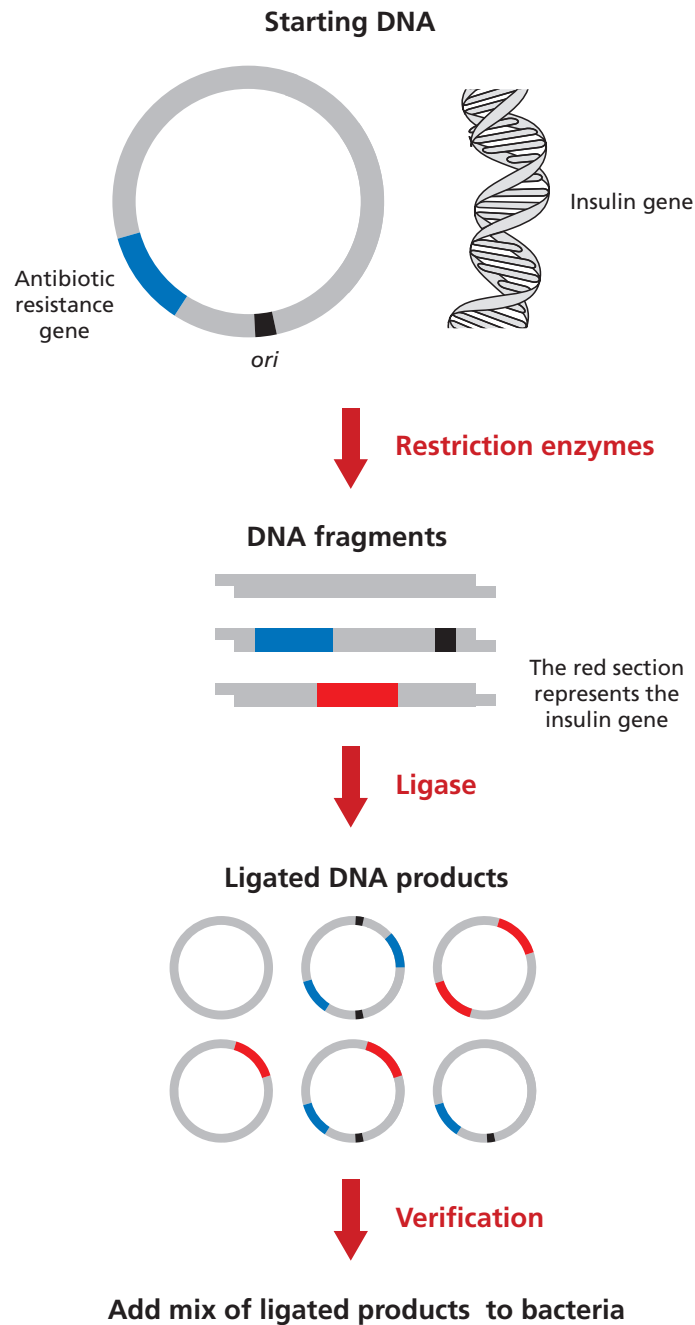 Starting DNA
Insulin gene
Antibiotic
resistance
gene
ori
Restriction enzymes
DNA fragments
The red section
represents the
insulin gene
Ligase
Ligated DNA products
Verification
Add mix of ligated products to bacteria